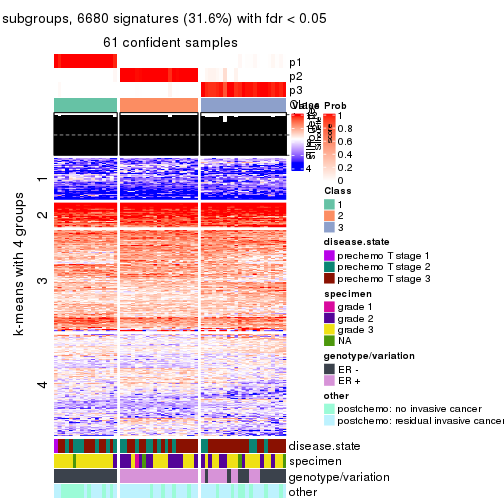 subgroups, 6680 signatures (31.6%) with fdr < 0.05
61 confident samples
p1
p2
p3
Class
silhouette
score
k-means with 4 groups
1
2
3
4
disease.state
specimen
genotype/variation
other
Value
Prob
1
0.8
0.6
0.4
0.2
0
Class
1
2
3
disease.state
prechemo T stage 1
prechemo T stage 2
prechemo T stage 3
specimen
grade 1
grade 2
grade 3
NA
genotype/variation
ER -
ER +
other
postchemo: no invasive cancer
postchemo: residual invasive cancer